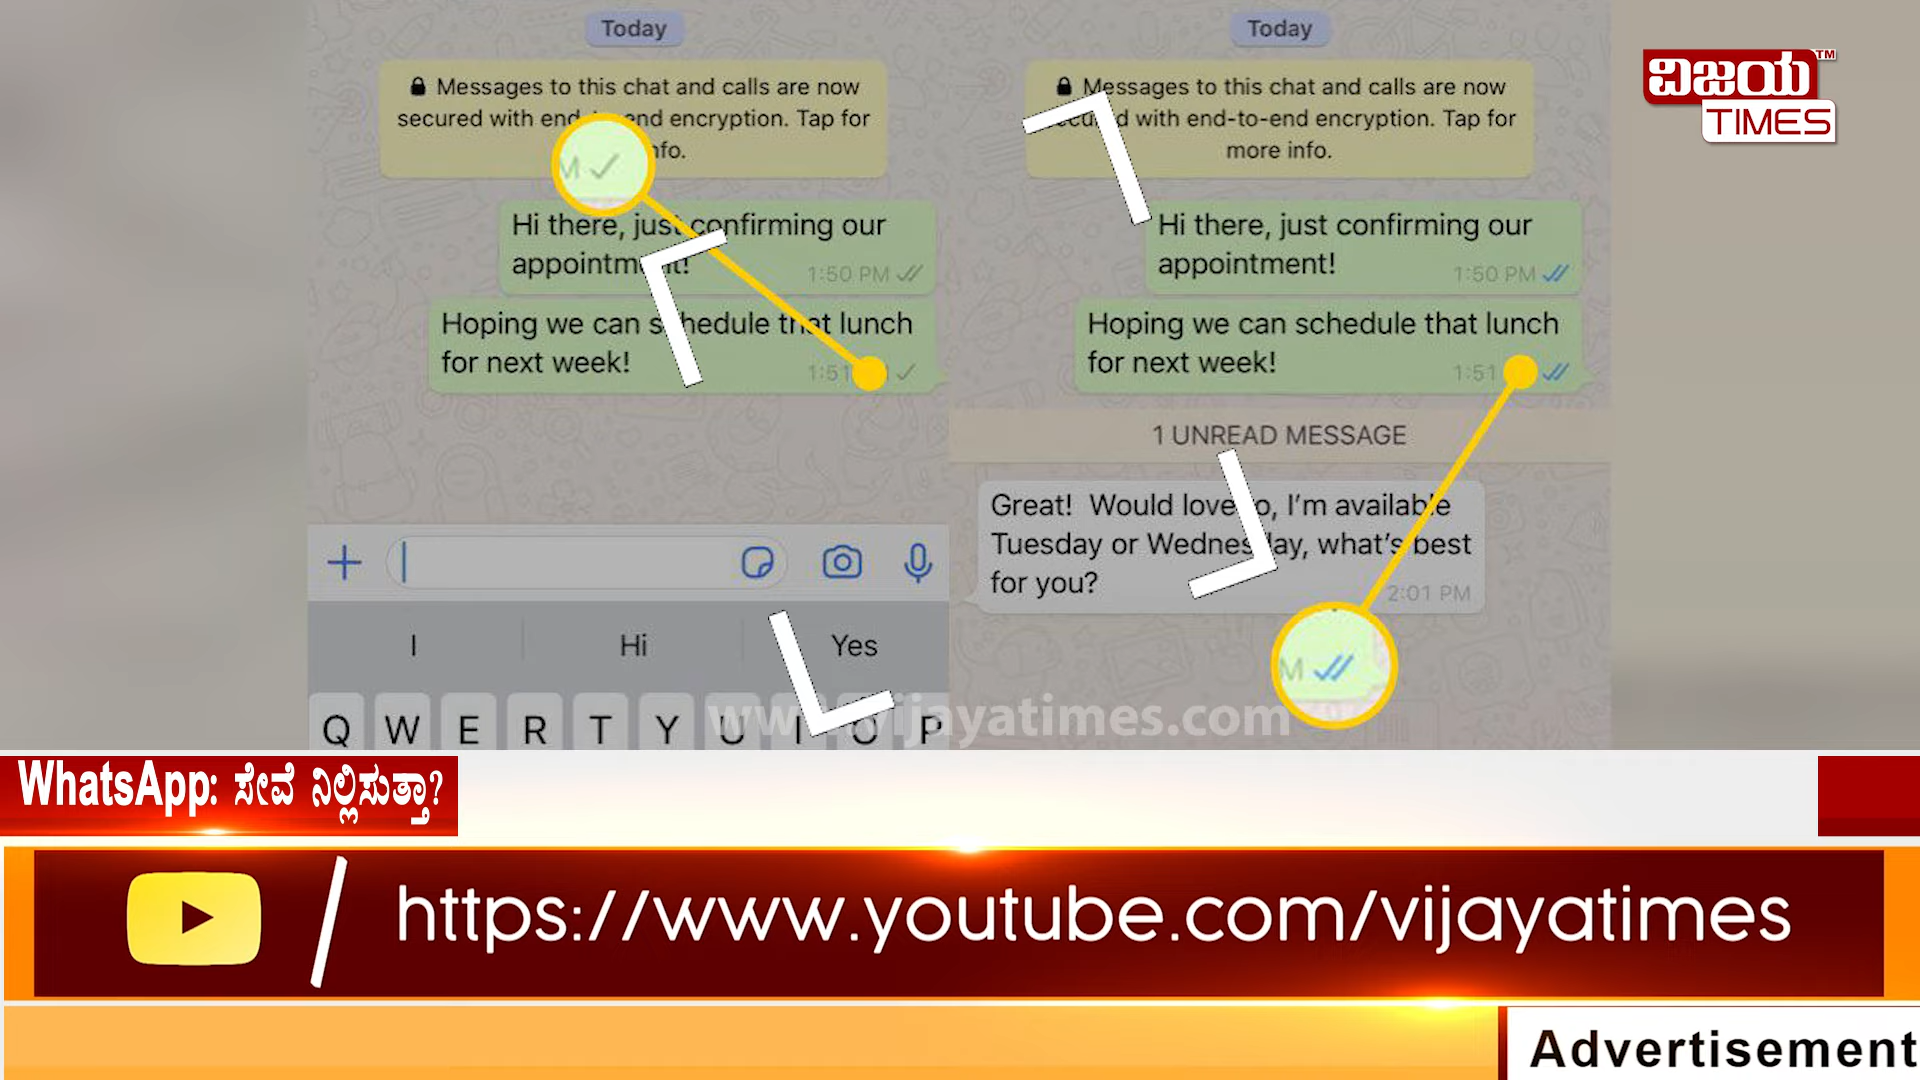 Today
Messages to this chat and calls are now
secured with end-to-end encryption. Tap for
info.
M
Hi there, just confirming our
appointment!
1:50 PM
Hoping we can schedule that lunch
for next week!
1:51
I
Hi
Yes
Q W E R T Y U I O P
Today
Messages to this chat and calls are now
secured with end-to-end encryption. Tap for
more info.
Hi there, just confirming our
appointment!
1:50 PM
Hoping we can schedule that lunch
for next week!
1:51
1 UNREAD MESSAGE
Great! Would love to, I'm available
Tuesday or Wednesday, what's best
for you?
2:01 PM
M
ವಿಜಯ TM
TIMES
www.vijayatimes.com
WhatsApp: ಸೇವೆ ನಿಲ್ಲಿಸುತ್ತಾ?
https://www.youtube.com/vijayatimes
Advertisement